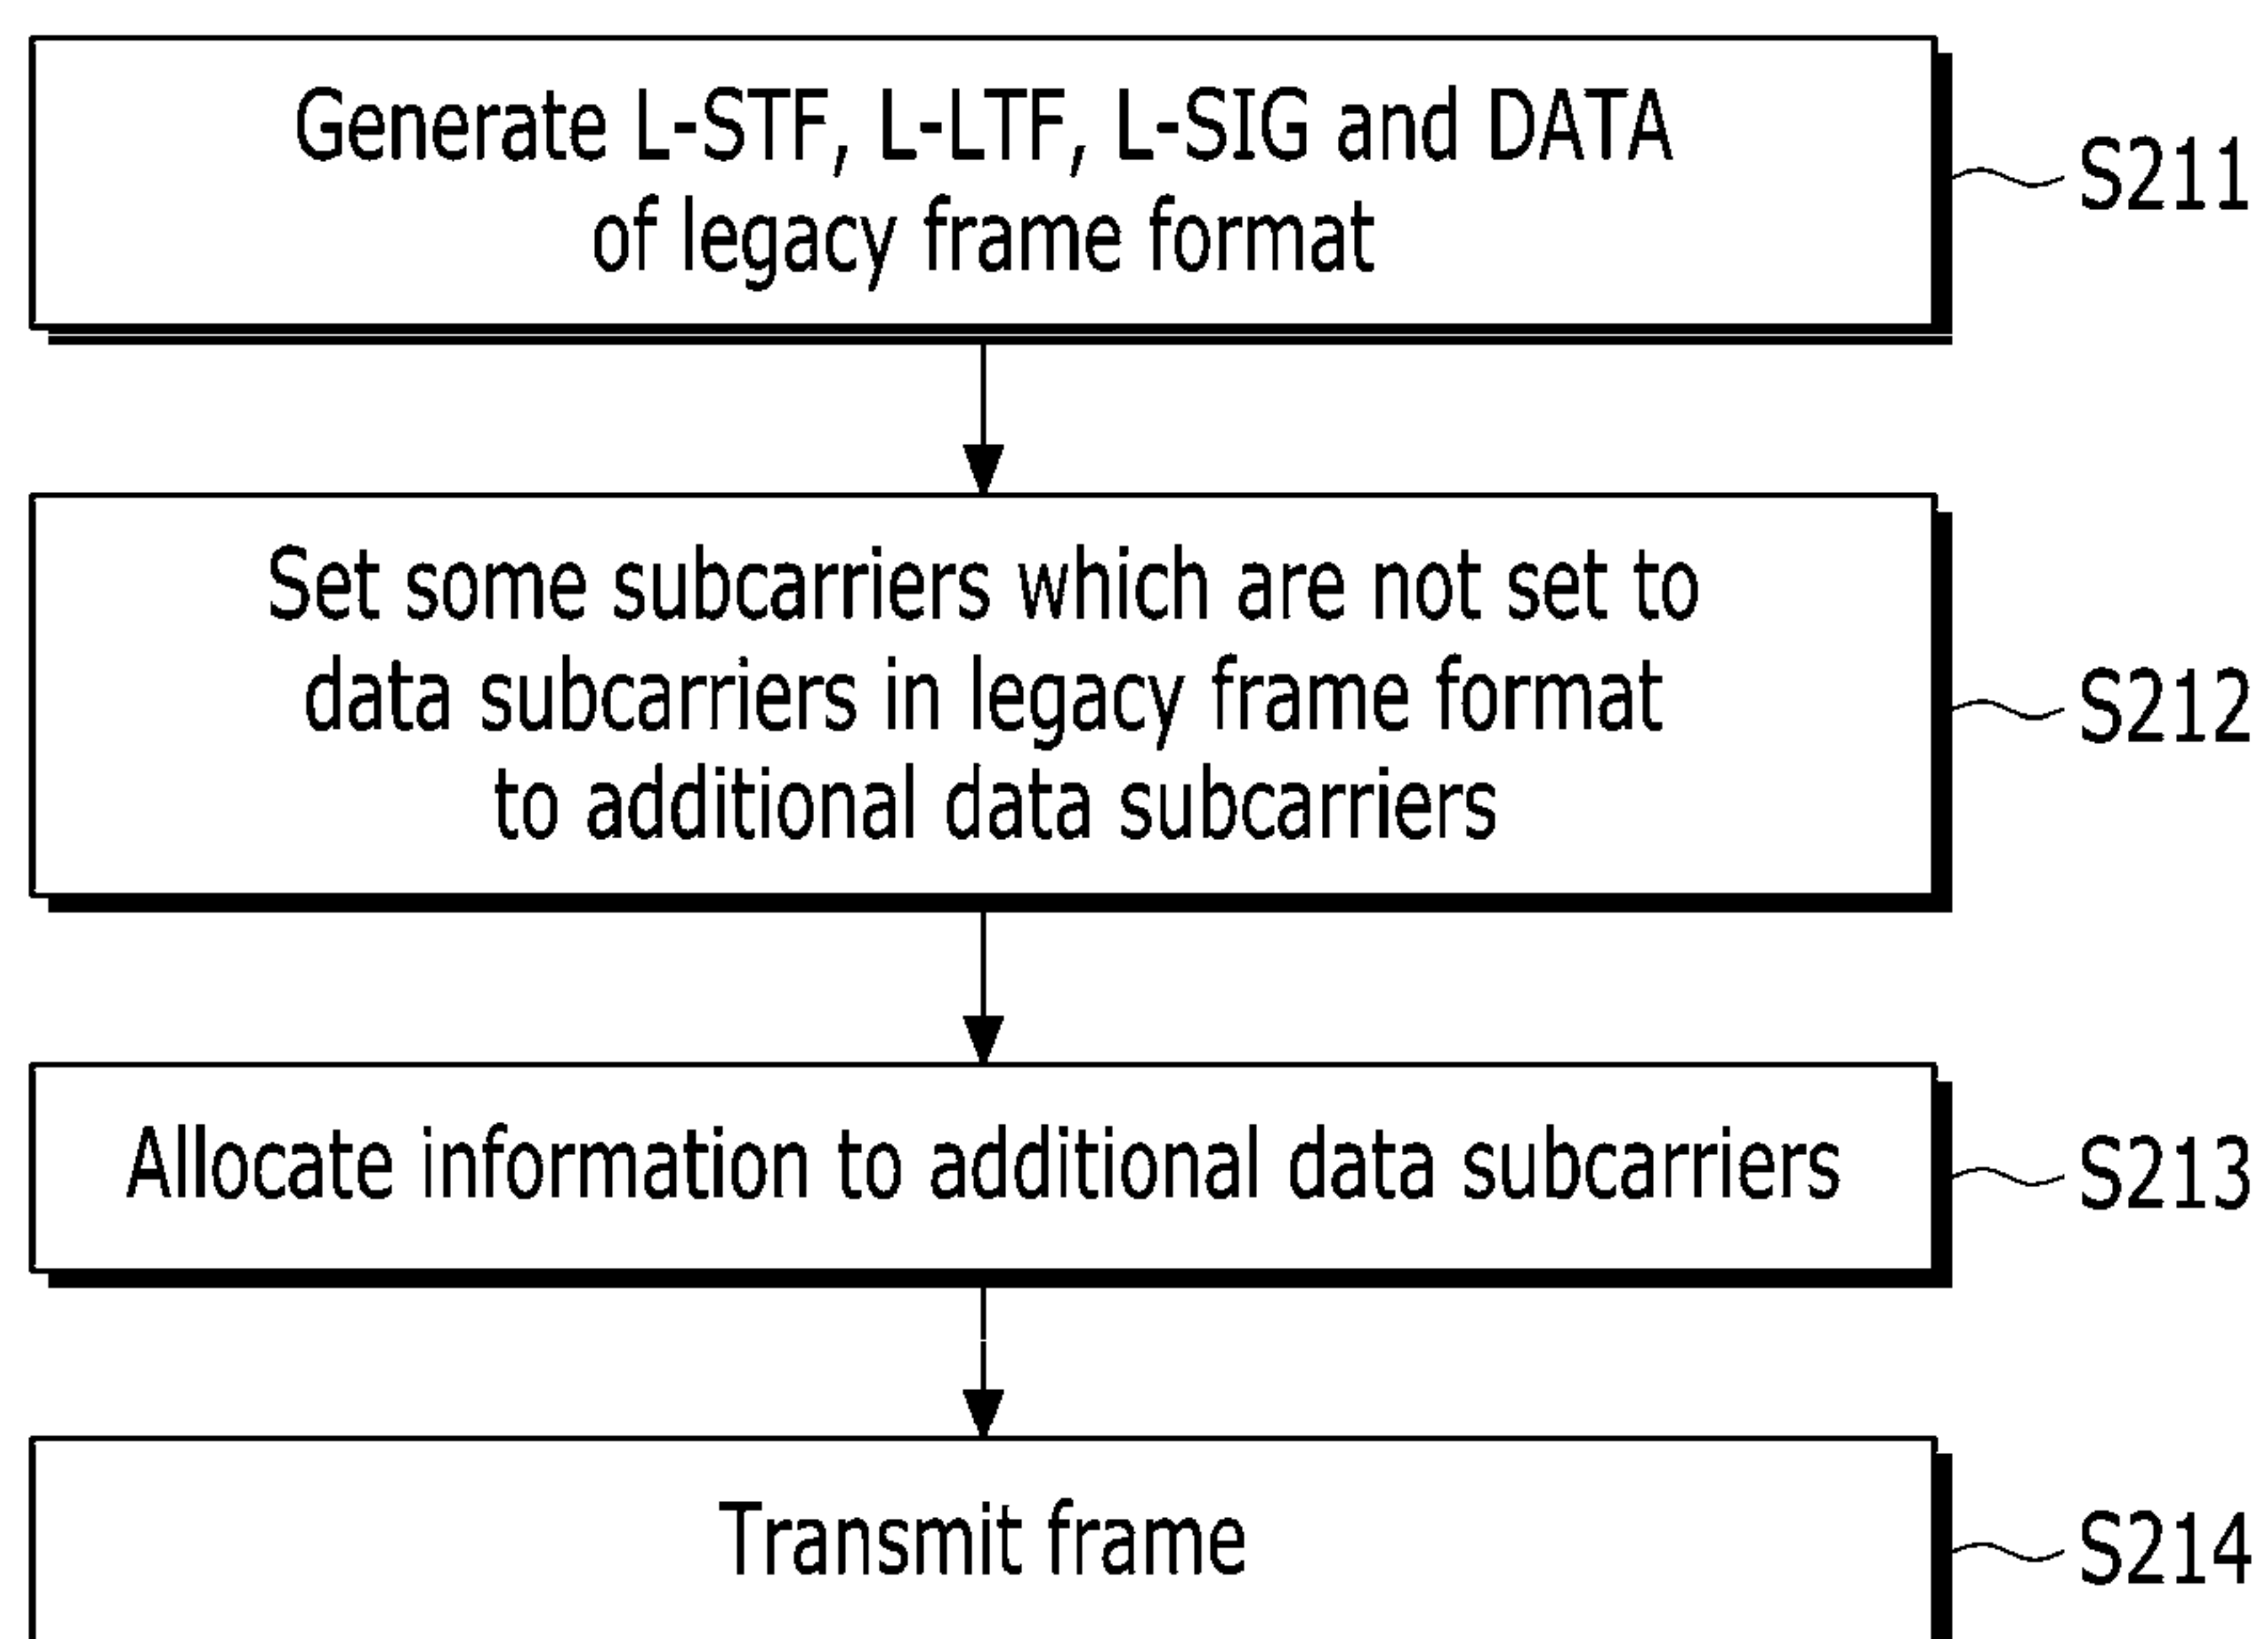 Generate L-STF, L-LTF, L-SIG and DATA
of legacy frame format
S211
Set some subcarriers which are not set to
data subcarriers in legacy frame format
to additional data subcarriers
S212
Allocate information to additional data subcarriers
S213
Transmit frame
S214